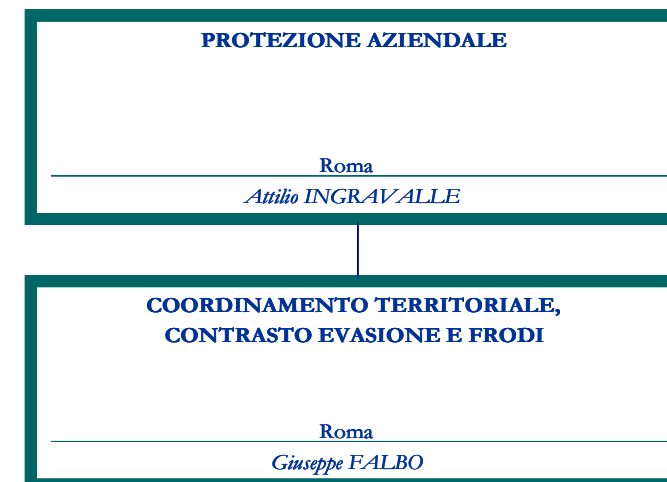 PROTEZIONE AZIENDALE
Roma
Attilio INGRAVALLE
COORDINAMENTO TERRITORIALE,
CONTRASTO EVASIONE E FRODI
Roma
Giuseppe FALBO